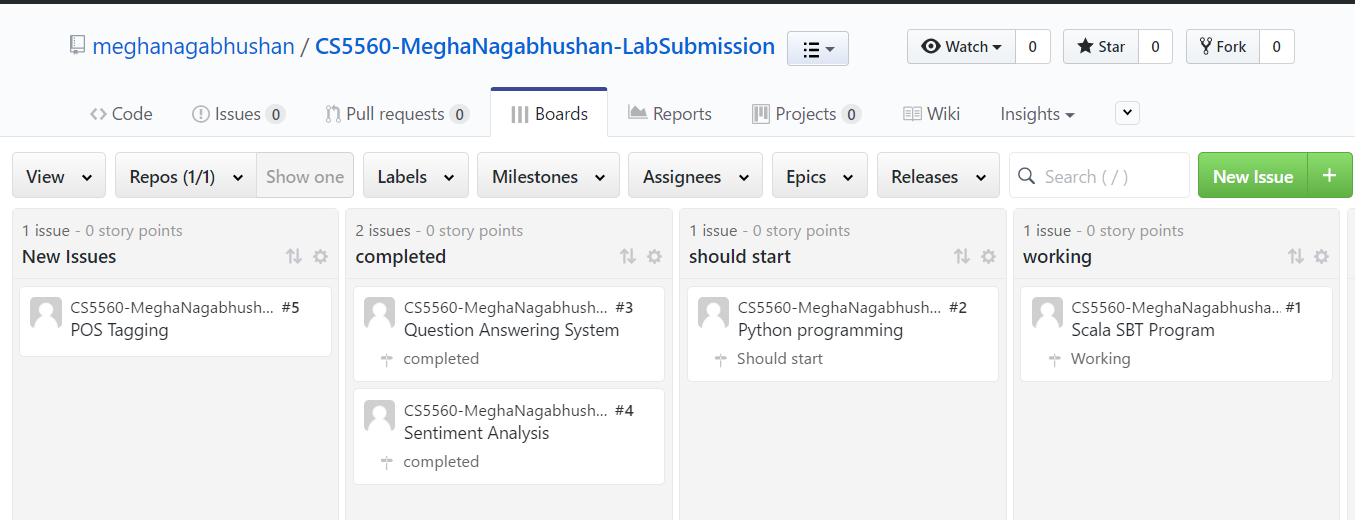 meghanagabhushan / CS5560-MeghaNagabhushan-LabSubmission
Watch 0 Star 0 Fork 0
Code Issues 0 Pull requests 0 Boards Reports Projects 0 Wiki Insights
View Repos (1/1) Show one Labels Milestones Assignees Epics Releases Search ( / ) New Issue +
1 issue - 0 story points
New Issues
CS5560-MeghaNagabhush... #5
POS Tagging
2 issues - 0 story points
completed
CS5560-MeghaNagabhush... #3
Question Answering System
completed
CS5560-MeghaNagabhush... #4
Sentiment Analysis
completed
1 issue - 0 story points
should start
CS5560-MeghaNagabhush... #2
Python programming
Should start
1 issue - 0 story points
working
CS5560-MeghaNagabhusha... #1
Scala SBT Program
Working